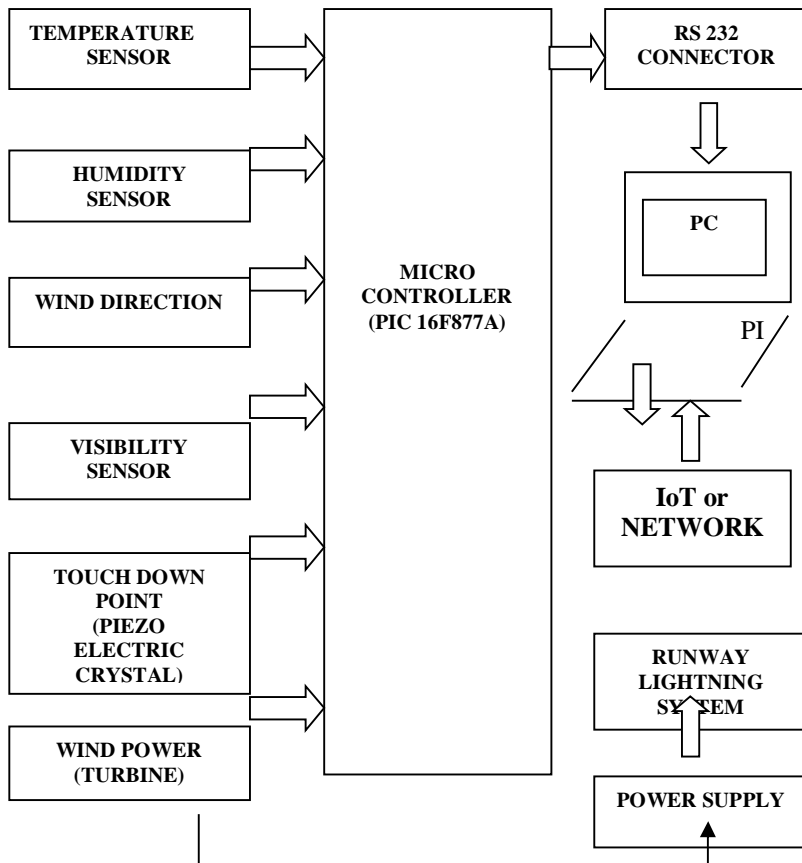 TEMPERATURE
SENSOR
HUMIDITY
SENSOR
WIND DIRECTION
VISIBILITY
SENSOR
TOUCH DOWN
POINT
(PIEZO
ELECTRIC
CRYSTAL)
WIND POWER
(TURBINE)
MICRO
CONTROLLER
(PIC 16F877A)
RS 232
CONNECTOR
PC
PI
IoT or
NETWORK
RUNWAY
LIGHTNING
SYSTEM
POWER SUPPLY